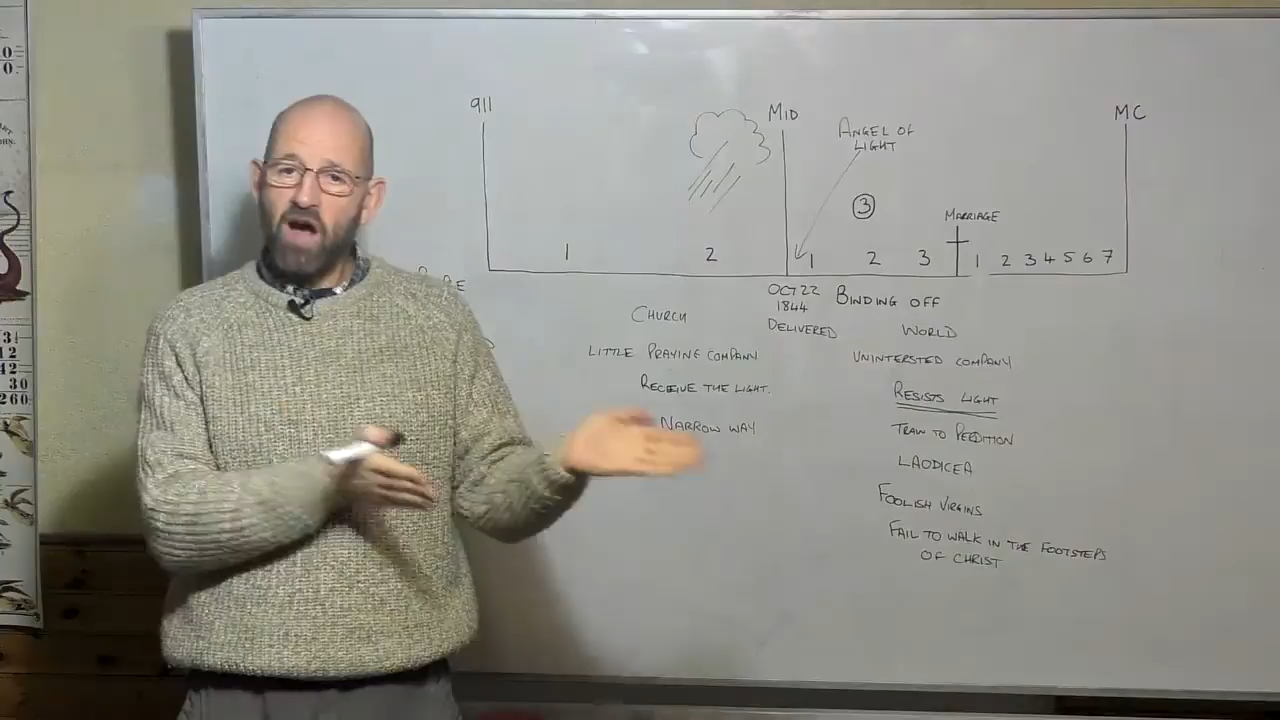 911
MID
MC
ANGEL OF
LIGHT
3
MARRIAGE
1
2
1
2
3
1 2 3 4 5 6 7
OCT 22
1844
DELIVERED
BINDING OFF
CHURCH
WORLD
LITTLE PRAYING COMPANY
UNINTERSTED COMPANY
RECEIVE THE LIGHT.
RESISTS LIGHT
NARROW WAY
TRAIN TO PERDITION
LAODICEA
FOOLISH VIRGINS
FAIL TO WALK IN THE FOOTSTEPS
OF CHRIST
30